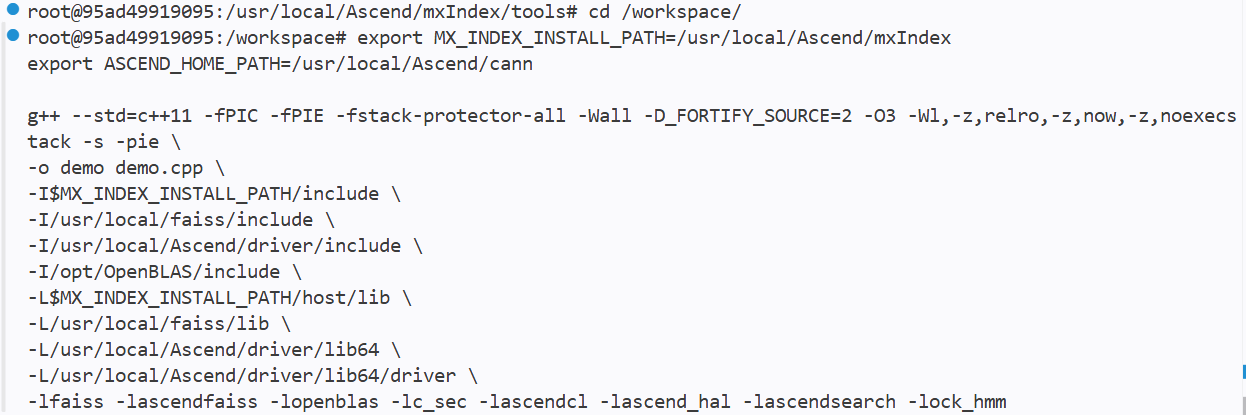 root@95ad49919095:/usr/local/Ascend/mxIndex/tools# cd /workspace/
root@95ad49919095:/workspace# export MX_INDEX_INSTALL_PATH=/usr/local/Ascend/mxIndex
export ASCEND_HOME_PATH=/usr/local/Ascend/cann
g++ --std=c++11 -fPIC -fPIE -fstack-protector-all -Wall -D_FORTIFY_SOURCE=2 -O3 -Wl,-z,relro,-z,now,-z,noexecs
tack -s -pie \
-o demo demo.cpp \
-I$MX_INDEX_INSTALL_PATH/include \
-I/usr/local/faiss/include \
-I/usr/local/Ascend/driver/include \
-I/opt/OpenBLAS/include \
-L$MX_INDEX_INSTALL_PATH/host/lib \
-L/usr/local/faiss/lib \
-L/usr/local/Ascend/driver/lib64 \
-L/usr/local/Ascend/driver/lib64/driver \
-lfaiss -lascendfaiss -lopenblas -lc_sec -lascendcl -lascend_hal -lascendsearch -lock_hmm